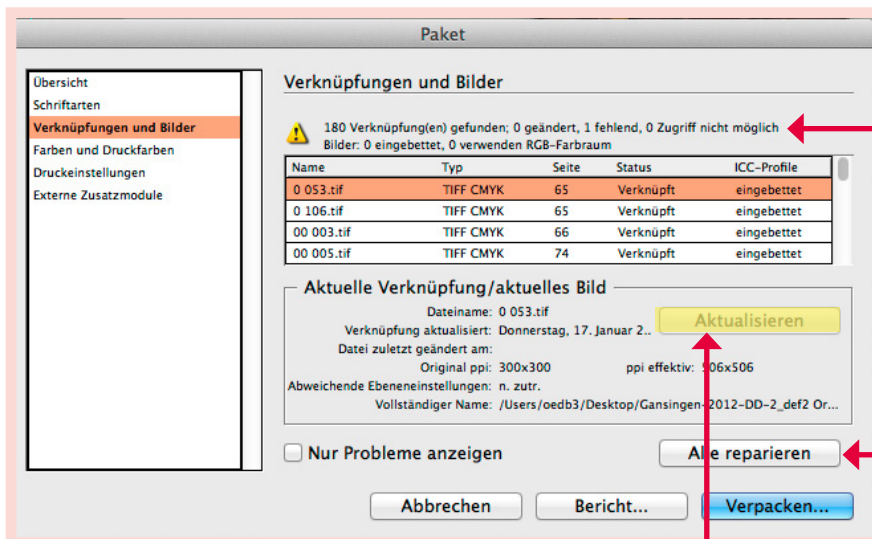 Paket
Übersicht
Schriftarten
Verknüpfungen und Bilder
Farben und Druckfarben
Druckeinstellungen
Externe Zusatzmodule
Verknüpfungen und Bilder
180 Verknüpfung(en) gefunden; 0 geändert, 1 fehlend, 0 Zugriff nicht möglich
Bilder: 0 eingebettet, 0 verwenden RGB-Farbraum
Name Typ Seite Status ICC-Profile
0 053.tif TIFF CMYK 65 Verknüpft eingebettet
0 106.tif TIFF CMYK 65 Verknüpft eingebettet
00 003.tif TIFF CMYK 66 Verknüpft eingebettet
00 005.tif TIFF CMYK 74 Verknüpft eingebettet
Aktuelle Verknüpfung/aktuelles Bild
Dateiname: 0 053.tif
Verknüpfung aktualisiert: Donnerstag, 17. Januar 2..
Aktualisieren
Datei zuletzt geändert am:
Original ppi: 300x300 ppi effektiv: 506x506
Abweichende Ebeneneinstellungen: n. zutr.
Vollständiger Name: /Users/oedb3/Desktop/Gansingen-2012-DD-2_def2 Or...
Nur Probleme anzeigen
Alle reparieren
Abbrechen
Bericht...
Verpacken...